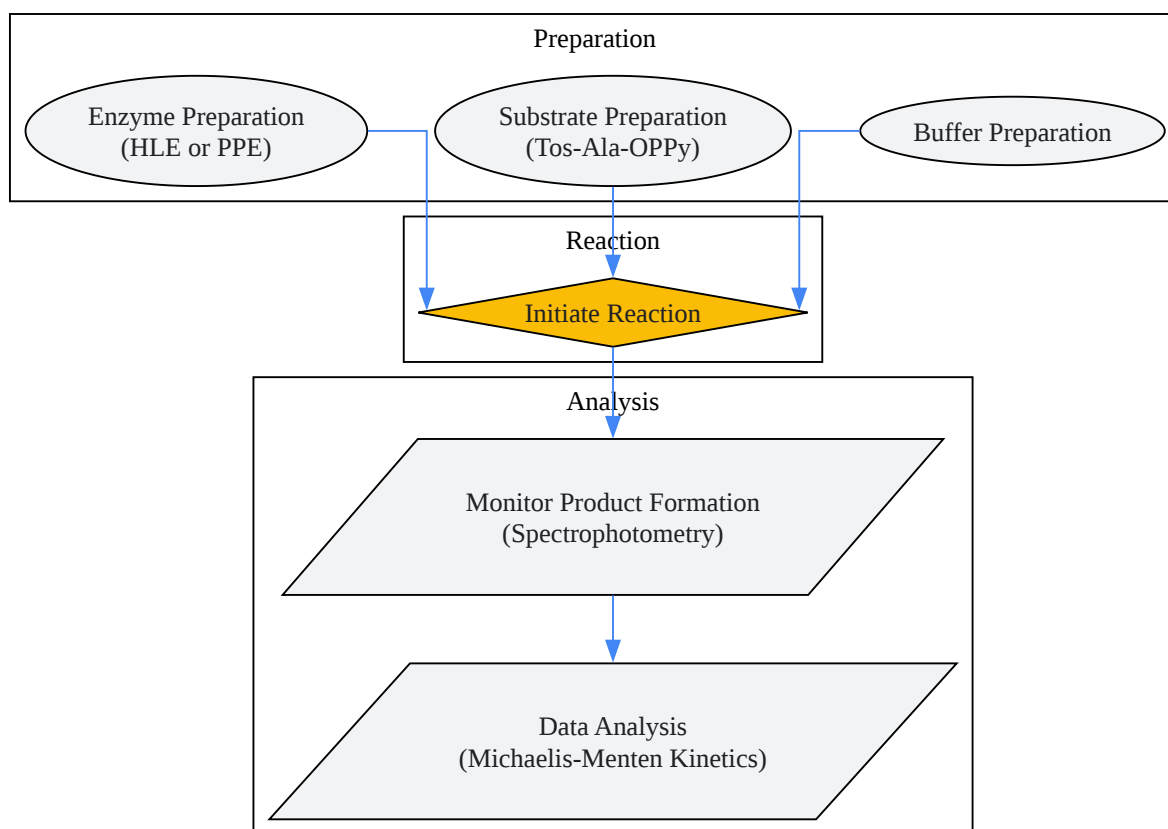 Preparation
Enzyme Preparation
(HLE or PPE)
Substrate Preparation
(Tos-Ala-OPPy)
Buffer Preparation
Reaction
Initiate Reaction
Analysis
Monitor Product Formation
(Spectrophotometry)
Data Analysis
(Michaelis-Menten Kinetics)